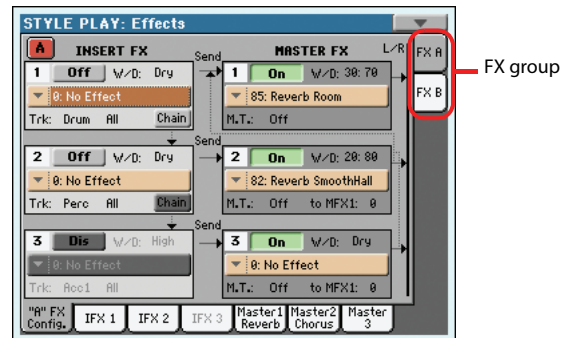 STYLE PLAY: Effects
A INSERT FX Send MASTER FX L/R FX A
1 Off W/D: Dry 1 On W/D: 30:70
0: No Effect 85: Reverb Room FX B
Trk: Drum All Chain M.T.: Off
Send
2 Off W/D: Dry 2 On W/D: 20:80
0: No Effect 82: Reverb SmoothHall
Trk: Perc All Chain M.T.: Off to MFX1: 0
Send
3 Dis W/D: High 3 On W/D: Dry
0: No Effect 0: No Effect
Trk: Acc1 All M.T.: Off to MFX1: 0
"A" FX Config. IFX 1 IFX 2 IFX 3 Master1 Reverb Master2 Chorus Master 3
FX group